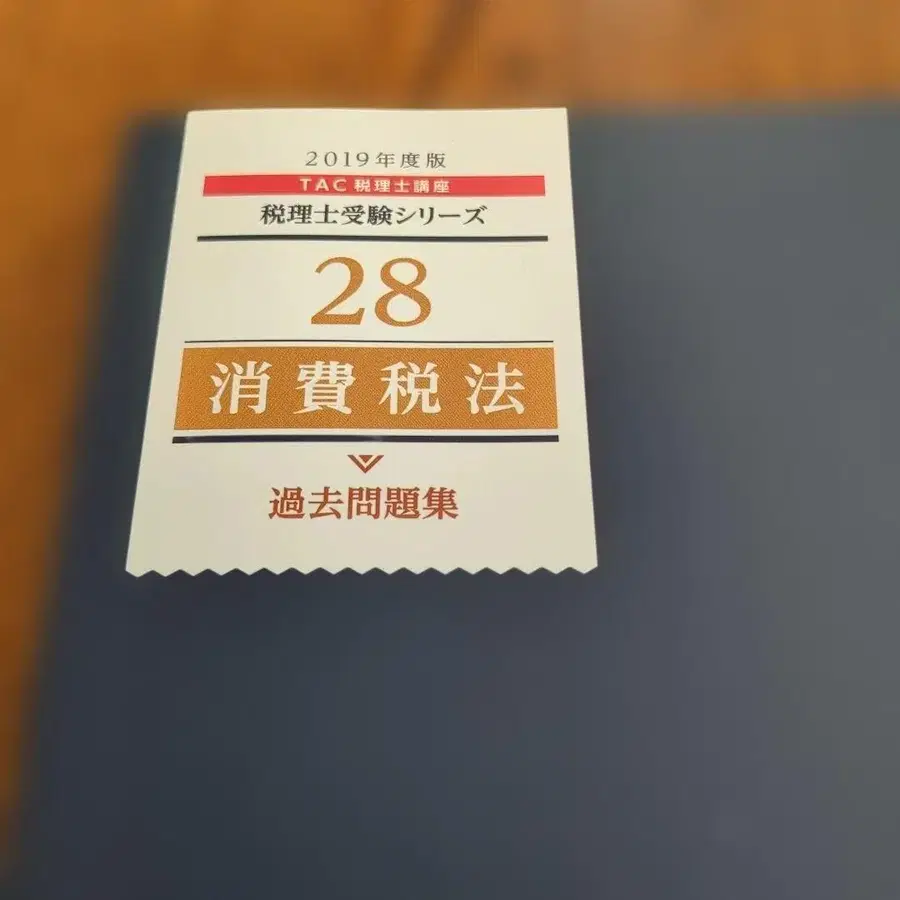 2019年度版
TAC 税理士講座
税理士受験シリーズ
28
消費税法
過去問題集